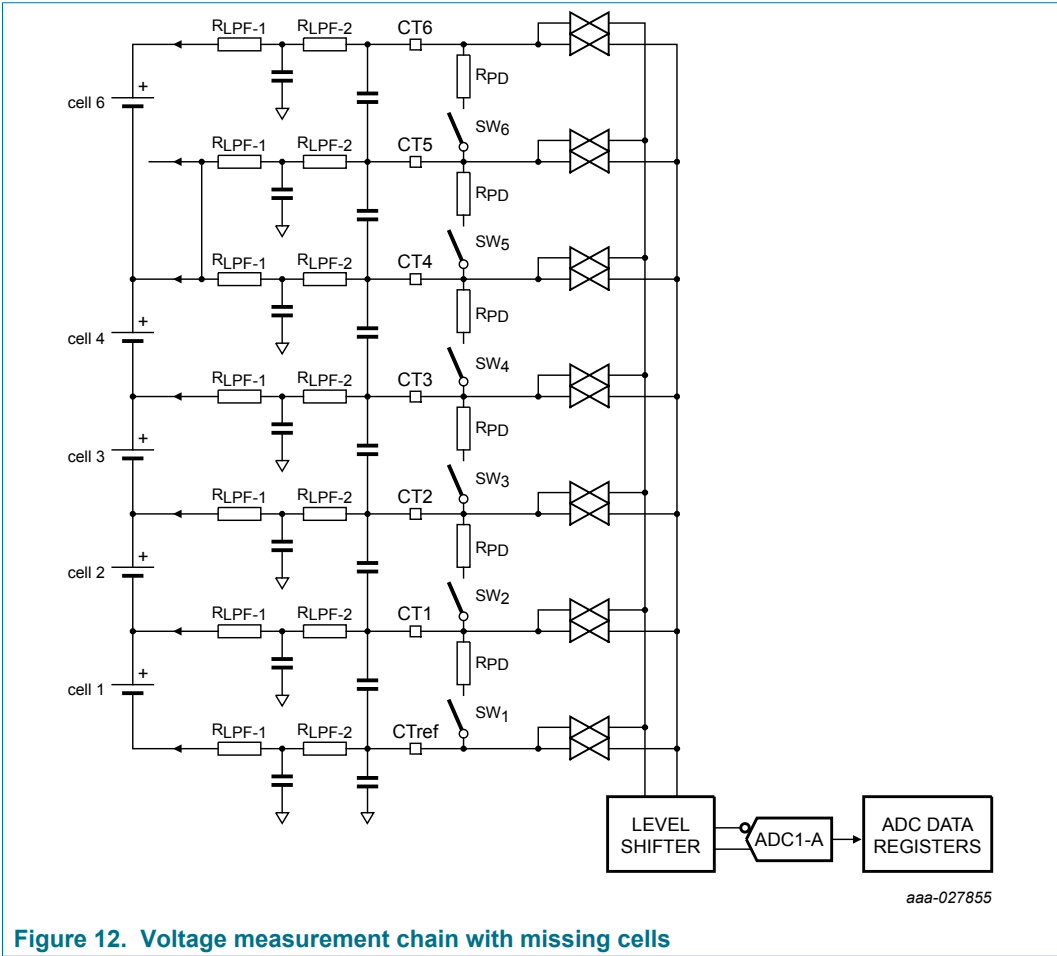 RLPF-1 RLPF-2 CT6
RPD
+
cell 6
SW6
RLPF-1 RLPF-2 CT5
RPD
SW5
RLPF-1 RLPF-2 CT4
RPD
+
cell 4
SW4
RLPF-1 RLPF-2 CT3
RPD
+
cell 3
SW3
RLPF-1 RLPF-2 CT2
RPD
+
cell 2
SW2
RLPF-1 RLPF-2 CT1
RPD
+
cell 1
SW1
RLPF-1 RLPF-2 CTref
LEVEL
SHIFTER
ADC1-A
ADC DATA
REGISTERS
aaa-027855
Figure 12. Voltage measurement chain with missing cells